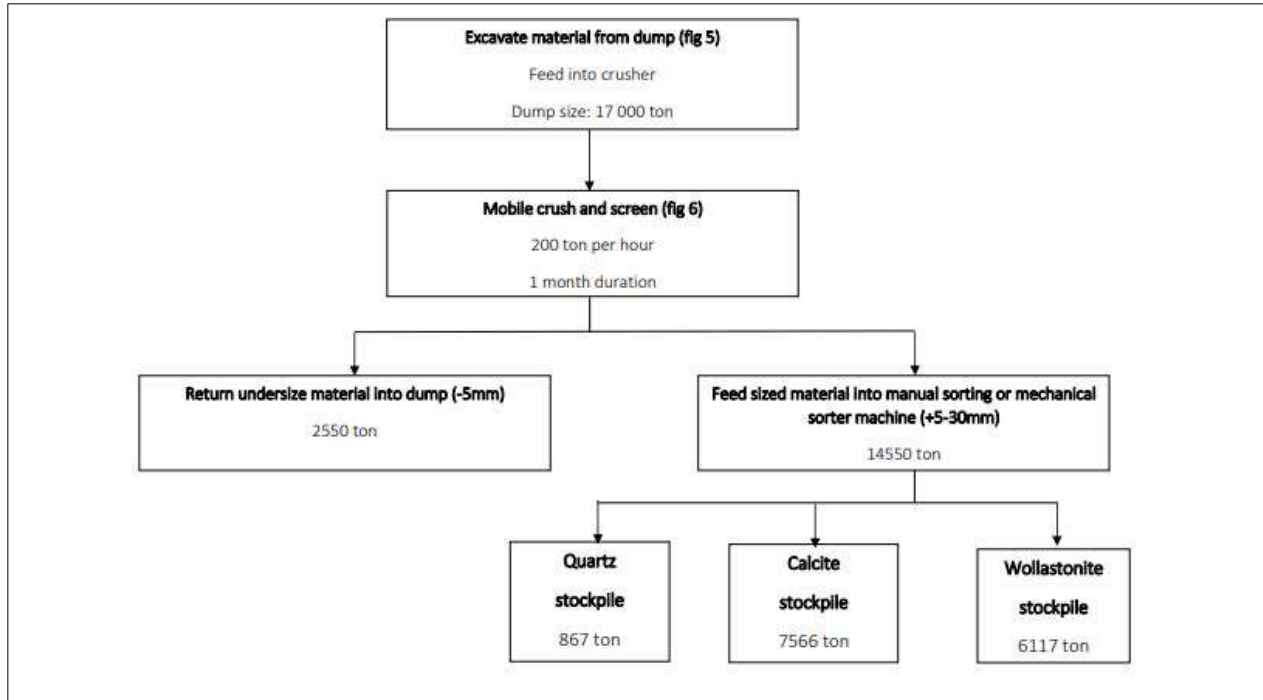 Excavate material from dump (fig 5)
Feed into crusher
Dump size: 17 000 ton
Mobile crush and screen (fig 6)
200 ton per hour
1 month duration
Return undersize material into dump (-5mm)
2550 ton
Feed sized material into manual sorting or mechanical
sorter machine (+5-30mm)
14550 ton
Quartz
stockpile
867 ton
Calcite
stockpile
7566 ton
Wollastonite
stockpile
6117 ton